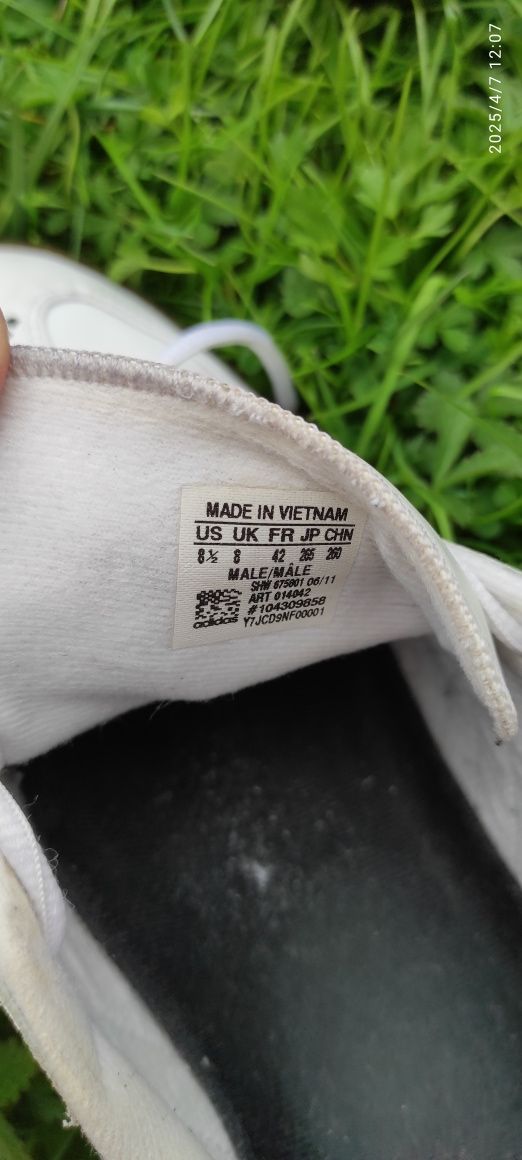 2025/4/7 12:07
MADE IN VIETNAM
US UK FR JP CHN
8½ 8 42 265 260
MALE/MÂLE
SHW 675001 06/11
ART 014042
#104309858
adidas Y7JCD9NF00001